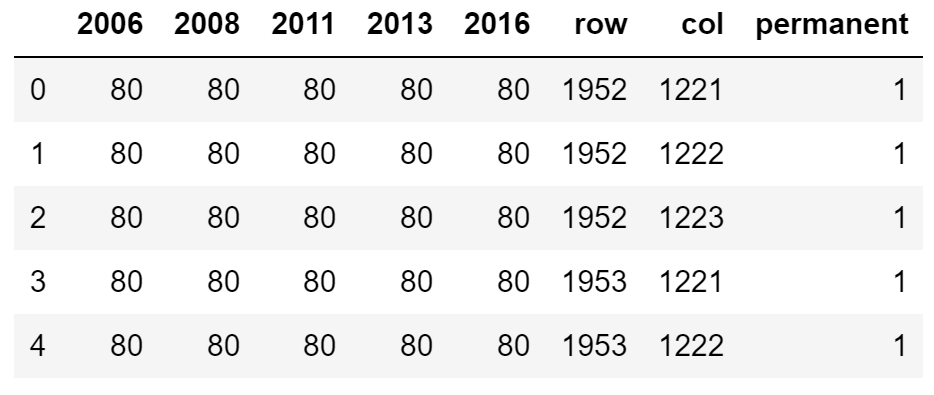 2006 2008 2011 2013 2016 row col permanent
0 80 80 80 80 80 1952 1221 1
1 80 80 80 80 80 1952 1222 1
2 80 80 80 80 80 1952 1223 1
3 80 80 80 80 80 1953 1221 1
4 80 80 80 80 80 1953 1222 1